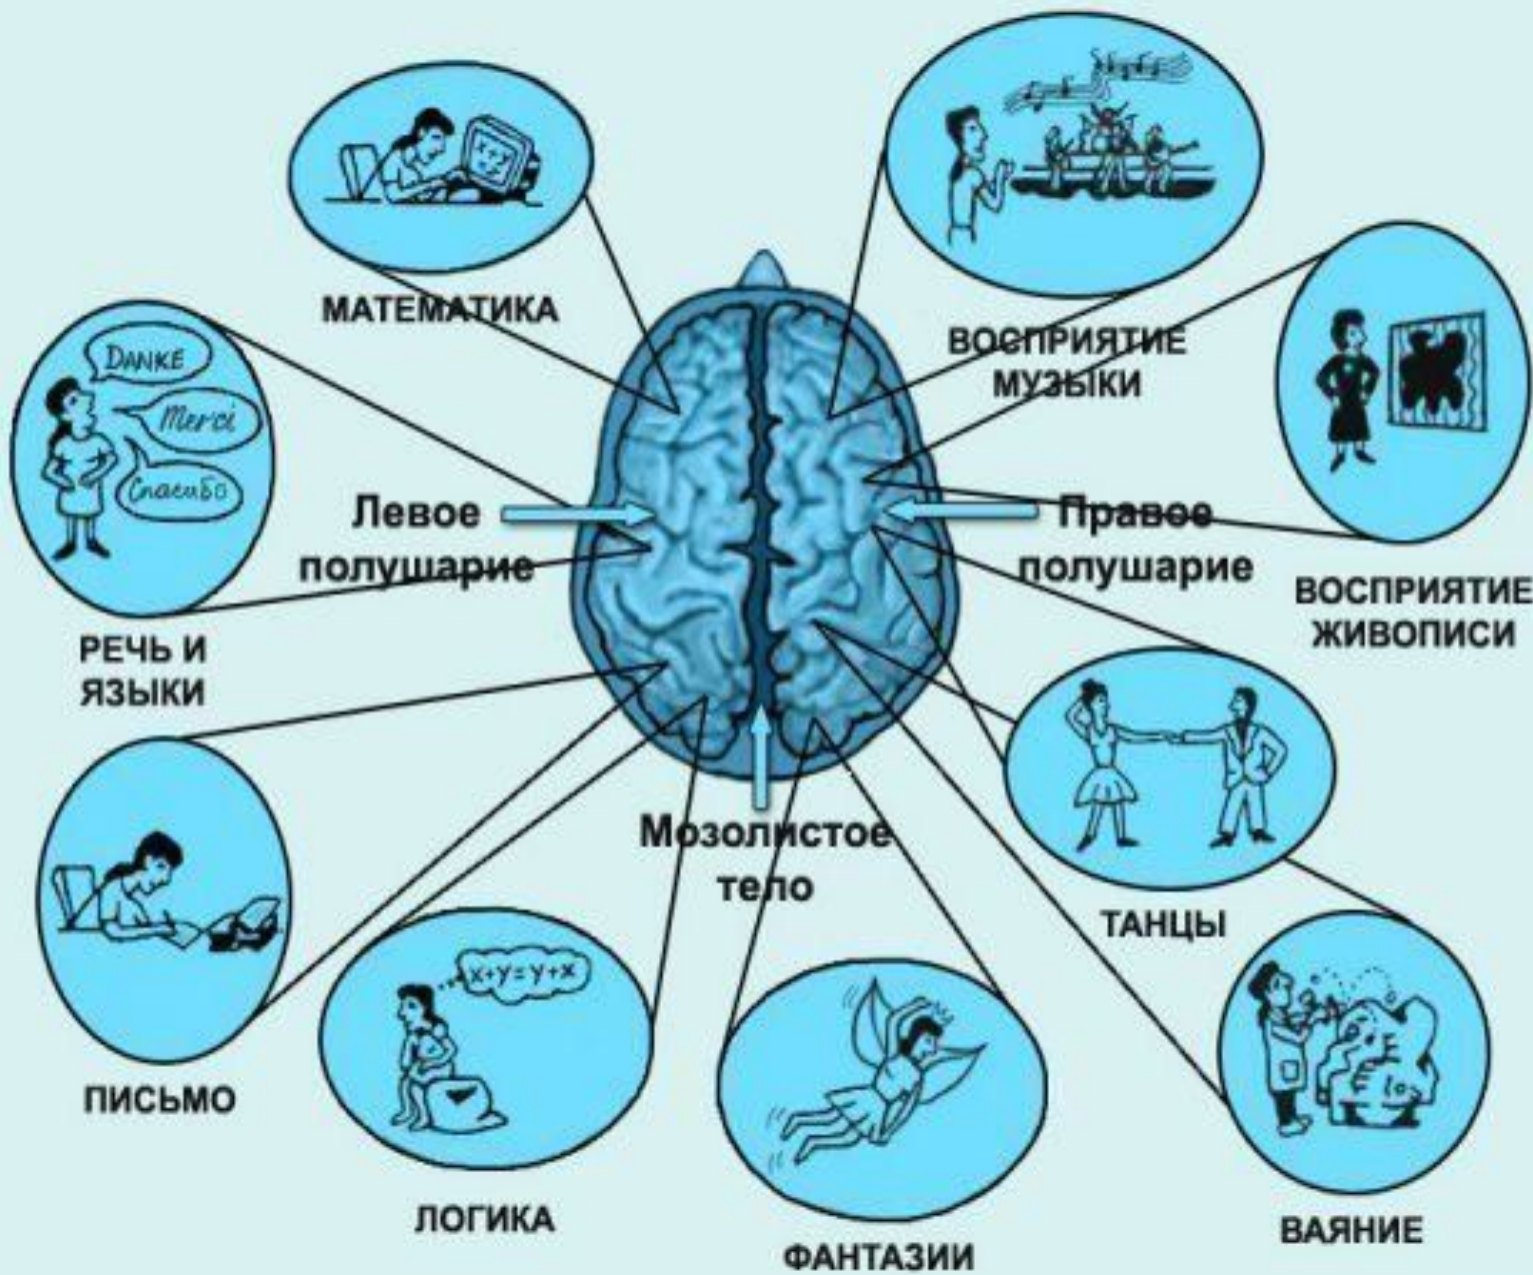 МАТЕМАТИКА
x+y
ВОСПРИЯТИЕ
МУЗЫКИ
DANKE
Merci
Спасибо
Левое
полушарие
Правое
полушарие
ВОСПРИЯТИЕ
ЖИВОПИСИ
РЕЧЬ И
ЯЗЫКИ
Мозолистое
тело
ТАНЦЫ
x+y=y+x
ПИСЬМО
ЛОГИКА
ФАНТАЗИИ
ВАЯНИЕ